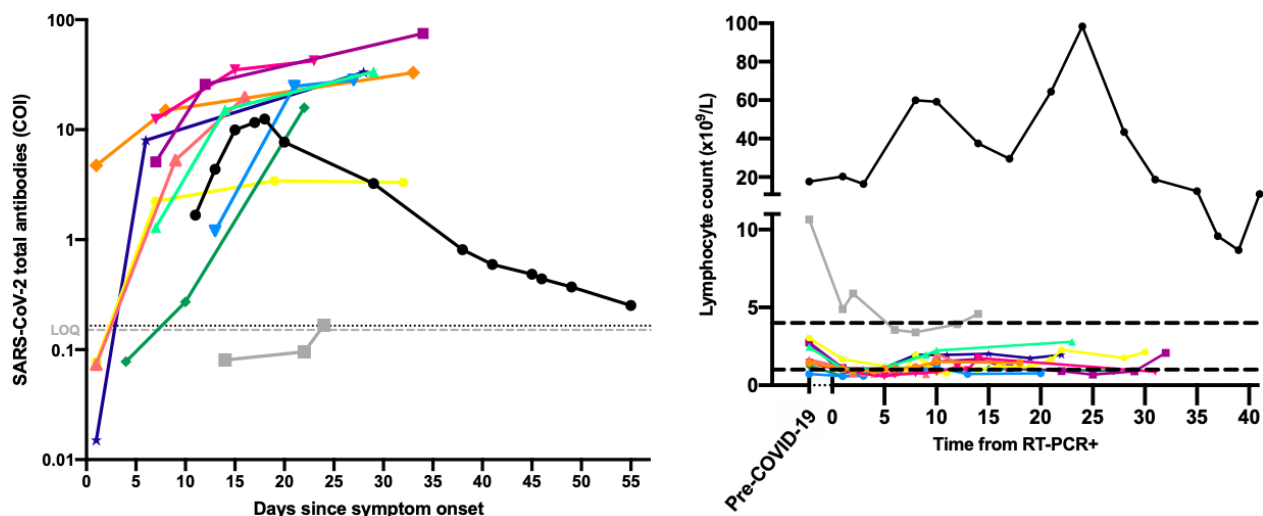 SARS-CoV-2 total antibodies (COI)
100
10
1
LOQ
0.1
0.01
0 5 10 15 20 25 30 35 40 45 50 55
Days since symptom onset
Lymphocyte count (x10⁹/L)
100
80
60
40
20
10
5
0
Pre-COVID-19
0 5 10 15 20 25 30 35 40
Time from RT-PCR+